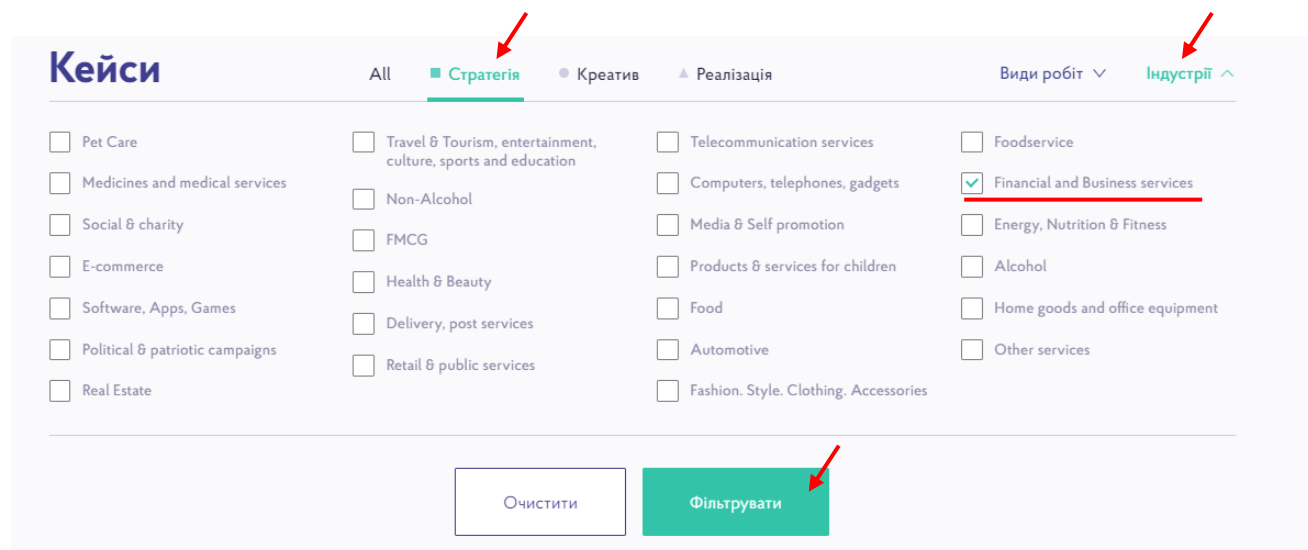 Кейси
All
Стратегія
Креатив
Реалізація
Види робіт
Індустрії
Pet Care
Medicines and medical services
Social & charity
E-commerce
Software, Apps, Games
Political & patriotic campaigns
Real Estate
Travel & Tourism, entertainment,
culture, sports and education
Non-Alcohol
FMCG
Health & Beauty
Delivery, post services
Retail & public services
Telecommunication services
Computers, telephones, gadgets
Media & Self promotion
Products & services for children
Food
Automotive
Fashion. Style. Clothing. Accessories
Foodservice
Financial and Business services
Energy, Nutrition & Fitness
Alcohol
Home goods and office equipment
Other services
Очистити
Фільтрувати